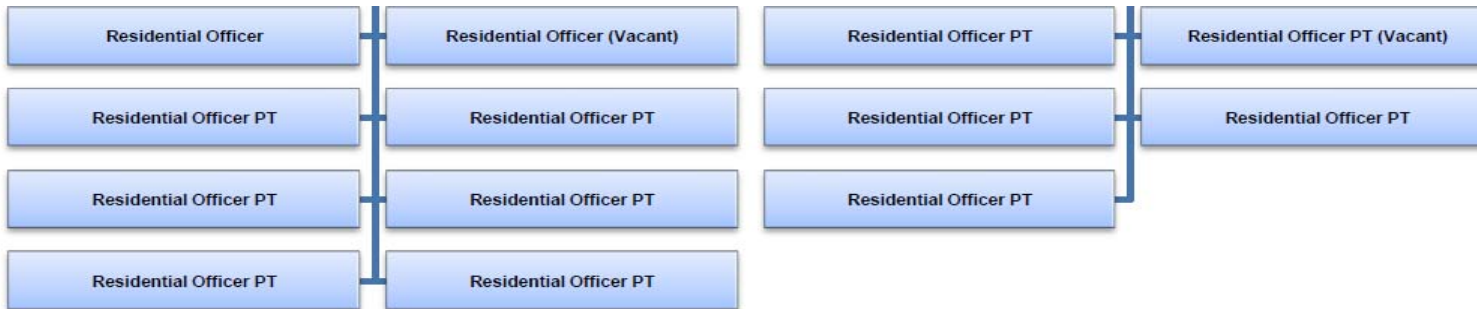 Residential Officer
Residential Officer (Vacant)
Residential Officer PT
Residential Officer PT (Vacant)
Residential Officer PT
Residential Officer PT
Residential Officer PT
Residential Officer PT
Residential Officer PT
Residential Officer PT
Residential Officer PT
Residential Officer PT
Residential Officer PT